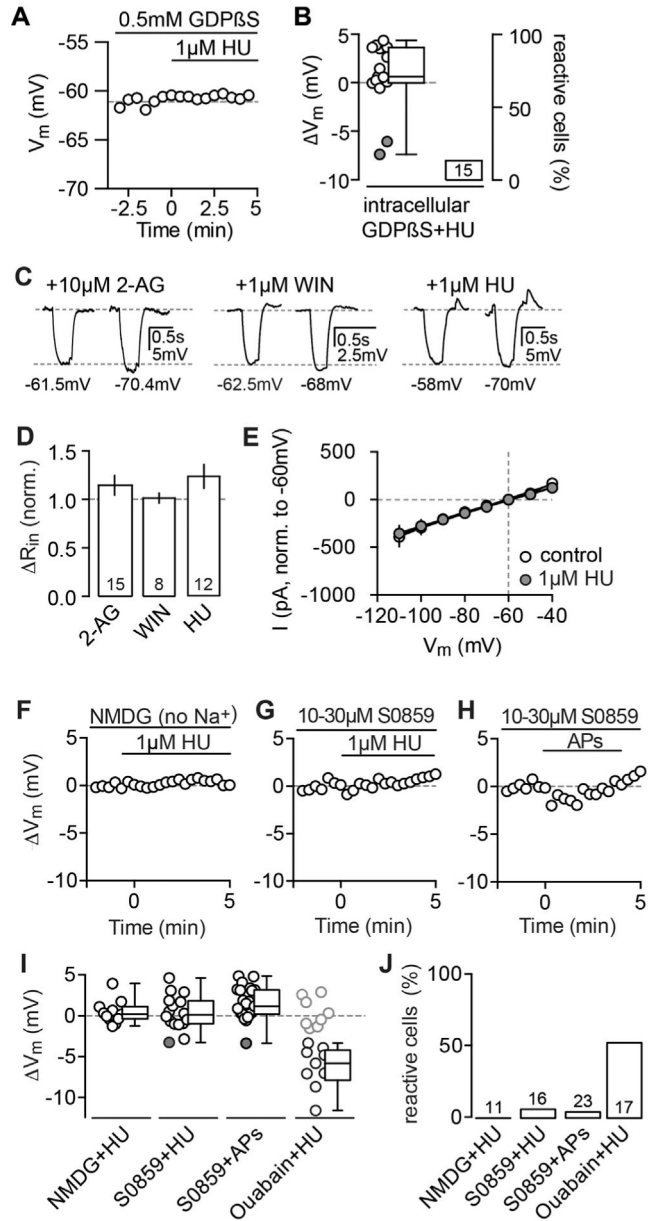 A
0.5mM GDPßS
1µM HU
-55
-60
-65
-70
Vm (mV)
-2.5 0 2.5 5
Time (min)
B
5
0
-5
-10
ΔVm (mV)
100
50
0
reactive cells (%)
15
intracellular
GDPßS+HU
C
+10µM 2-AG
+1µM WIN
+1µM HU
0.5s
5mV
0.5s
2.5mV
0.5s
5mV
-61.5mV
-70.4mV
-62.5mV
-68mV
-58mV
-70mV
D
1.5
1.0
0.5
0.0
ΔRin (norm.)
15
8
12
2-AG
WIN
HU
E
500
0
-500
-1000
I (pA, norm. to -60mV)
control
1µM HU
-120 -100 -80 -60 -40
Vm (mV)
F
NMDG (no Na+)
1µM HU
5
0
-5
-10
ΔVm (mV)
0 5
Time (min)
G
10-30µM S0859
1µM HU
5
0
-5
-10
0 5
Time (min)
H
10-30µM S0859
APs
5
0
-5
-10
0 5
Time (min)
I
5
0
-5
-10
ΔVm (mV)
NMDG+HU
S0859+HU
S0859+APs
Ouabain+HU
J
100
50
0
reactive cells (%)
11
16
23
17
NMDG+HU
S0859+HU
S0859+APs
Ouabain+HU